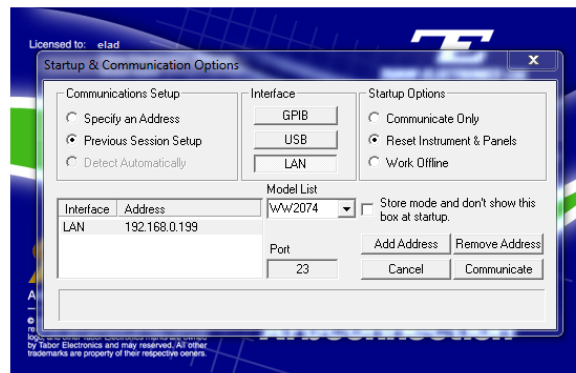 Licensed to: elad
Startup & Communication Options
x
Communications Setup
Specify an Address
Previous Session Setup
Detect Automatically
Interface
GPIB
USB
LAN
Startup Options
Communicate Only
Reset Instrument & Panels
Work Offline
Model List
WW2074
Store mode and don't show this
box at startup.
Interface Address
LAN 192.168.0.199
Port
23
Add Address Remove Address
Cancel Communicate
by Tabor Electronics and may reserved. All other
trademarks are property of their respective owners.